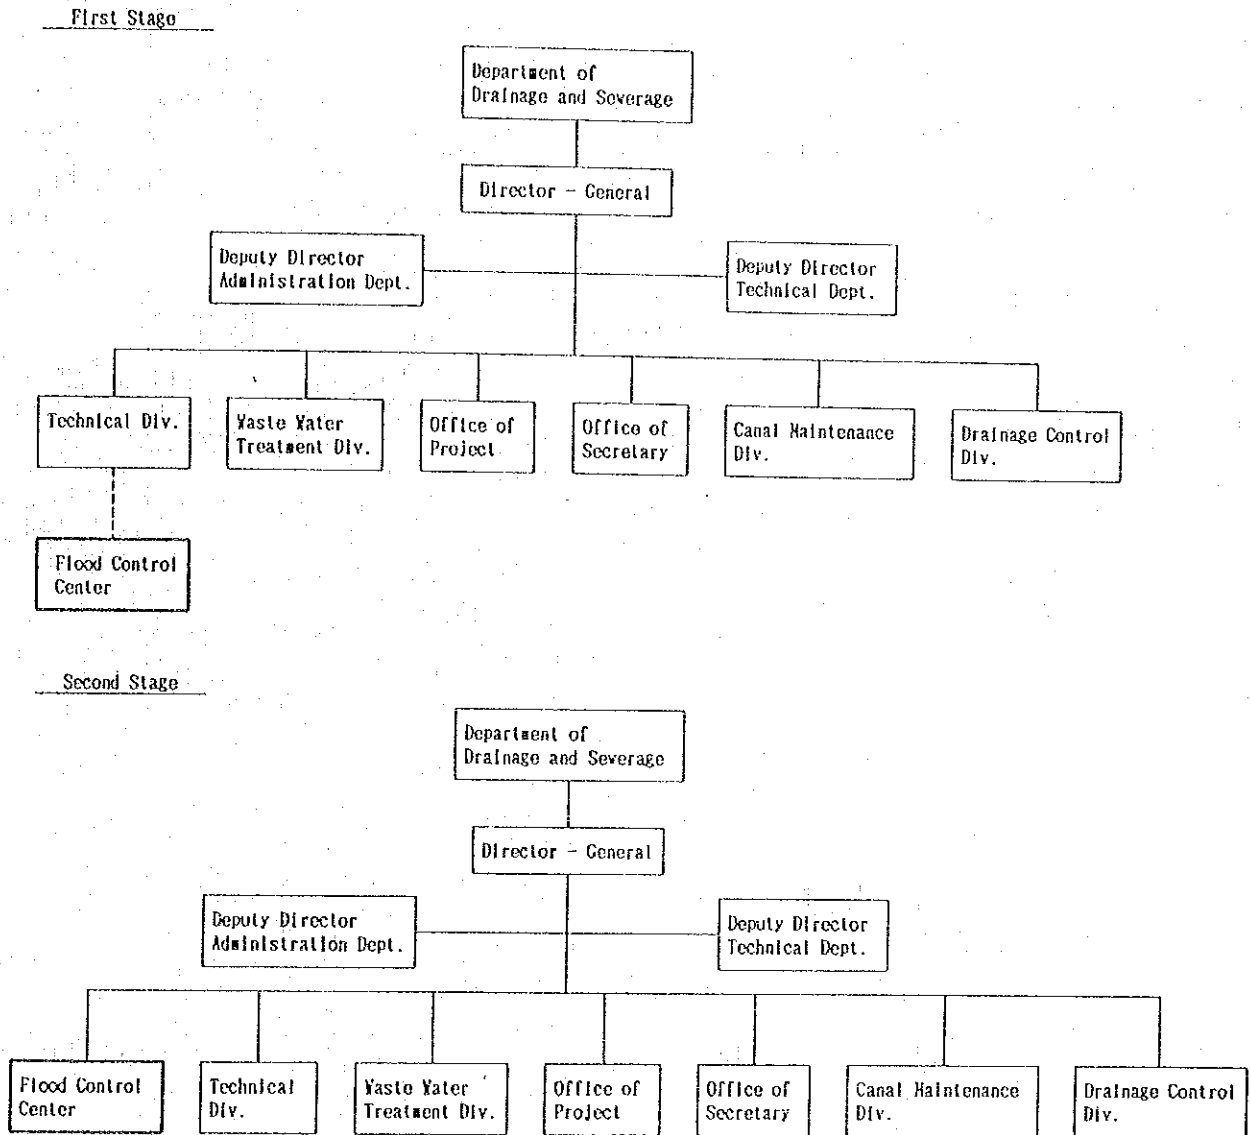 First Stage
Department of
Drainage and Sewerage
Director - General
Deputy Director
Administration Dept.
Deputy Director
Technical Dept.
Technical Div.
Waste Water
Treatment Div.
Office of
Project
Office of
Secretary
Canal Maintenance
Div.
Drainage Control
Div.
Flood Control
Center
Second Stage
Department of
Drainage and Sewerage
Director - General
Deputy Director
Administration Dept.
Deputy Director
Technical Dept.
Flood Control
Center
Technical
Div.
Waste Water
Treatment Div.
Office of
Project
Office of
Secretary
Canal Maintenance
Div.
Drainage Control
Div.